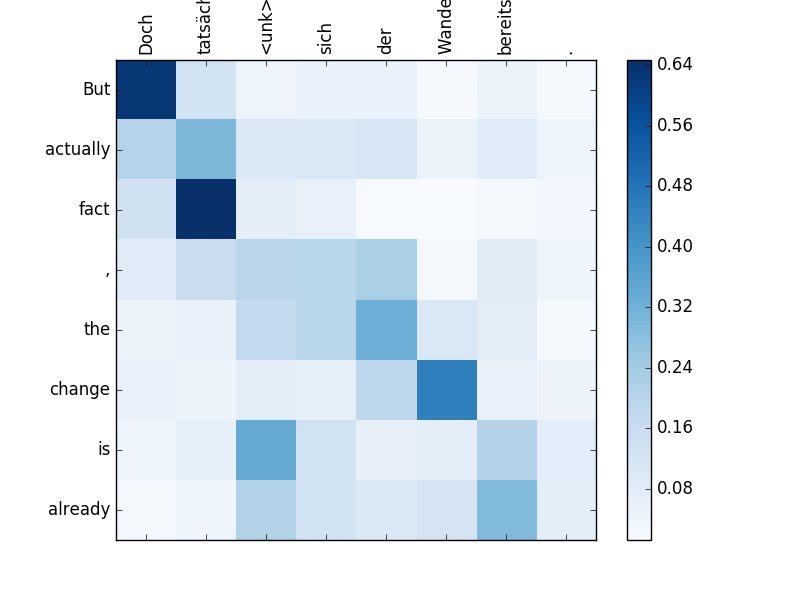 Doch
tatsäch
<unk>
sich
der
Wande
bereits
.
But
actually
fact
,
the
change
is
already
0.64
0.56
0.48
0.40
0.32
0.24
0.16
0.08